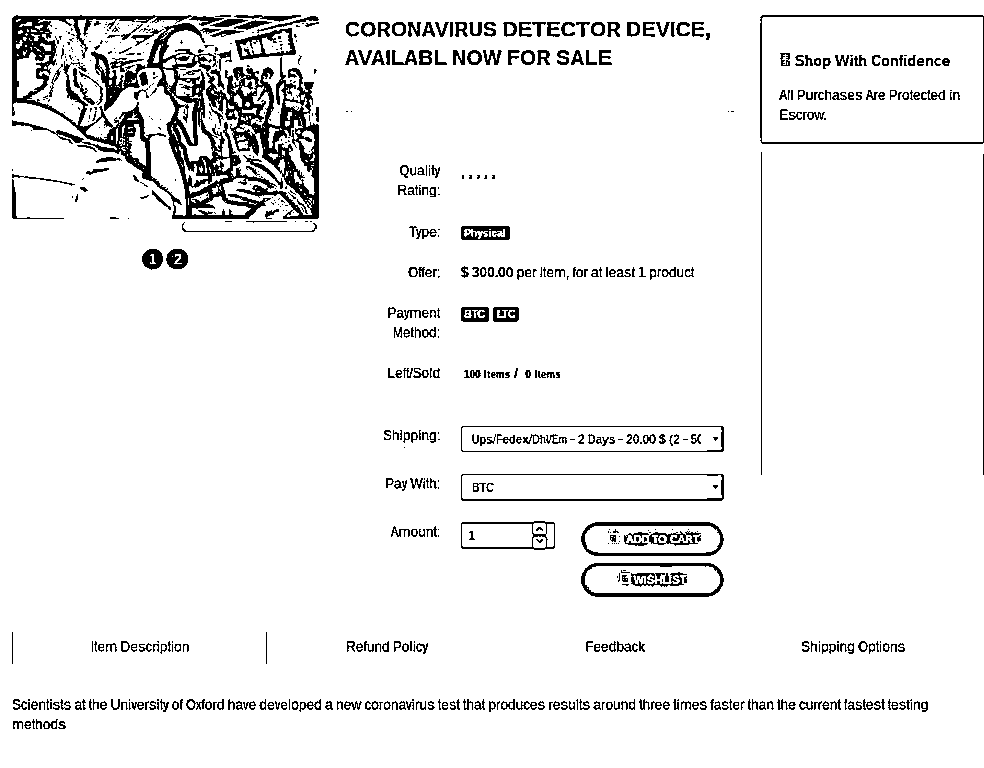 CORONAVIRUS DETECTOR DEVICE,
AVAILABL NOW FOR SALE
Shop With Confidence
All Purchases Are Protected in
Escrow.
Quality
Rating:
Type: Physical
Offer: $ 300.00 per item, for at least 1 product
Payment
Method: BTC LTC
Left/Sold 100 Items / 0 Items
Shipping: Ups/Fedex/Dhl/Em - 2 Days - 20.00 $ (2 - 50
Pay With: BTC
Amount: 1
ADD TO CART
WISHLIST
1 2
Item Description Refund Policy Feedback Shipping Options
Scientists at the University of Oxford have developed a new coronavirus test that produces results around three times faster than the current fastest testing
methods